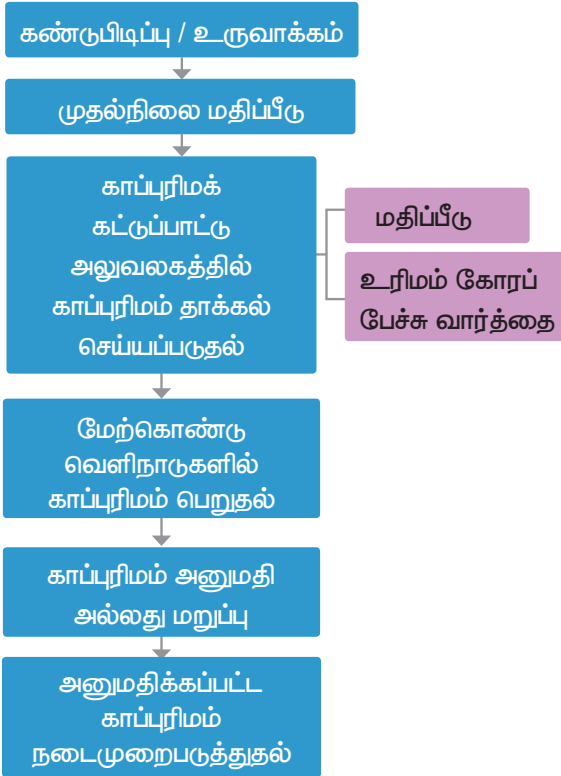 கண்டுபிடிப்பு / உருவாக்கம்
முதல்நிலை மதிப்பீடு
காப்புரிமக்
கட்டுப்பாட்டு
அலுவலகத்தில்
காப்புரிமம் தாக்கல்
செய்யப்படுதல்
மதிப்பீடு
உரிமம் கோரப்
பேச்சு வார்த்தை
மேற்கொண்டு
வெளிநாடுகளில்
காப்புரிமம் பெறுதல்
காப்புரிமம் அனுமதி
அல்லது மறுப்பு
அனுமதிக்கப்பட்ட
காப்புரிமம்
நடைமுறைபடுத்துதல்